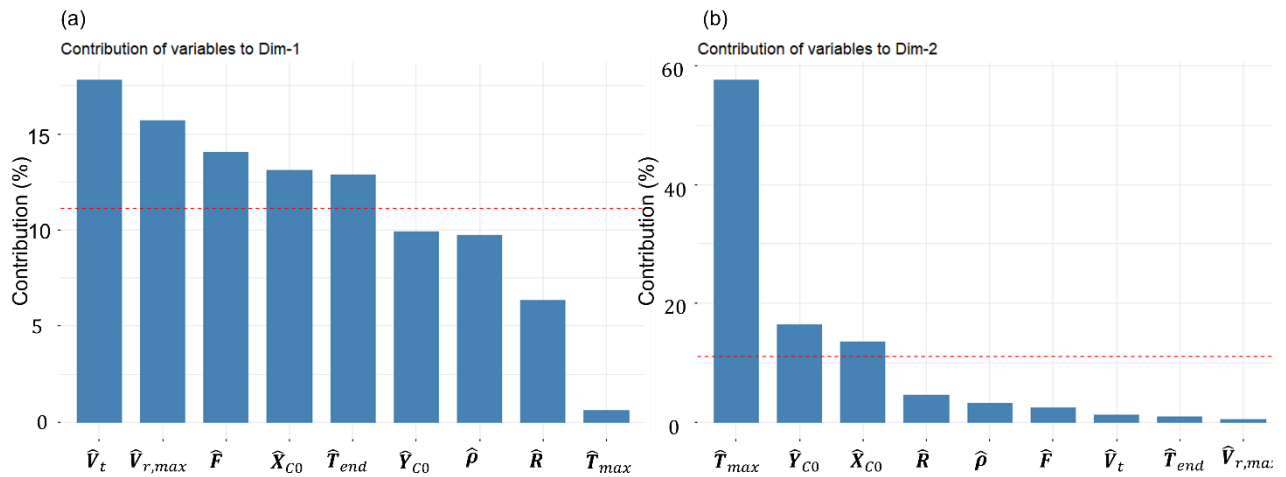 (a)
Contribution of variables to Dim-1
Contribution (%)
15
10
5
0
V̂t V̂r,max F̂ X̂C0 T̂end ŶC0 ρ̂ R̂ T̂max
(b)
Contribution of variables to Dim-2
Contribution (%)
60
40
20
0
T̂max ŶC0 X̂C0 R̂ ρ̂ F̂ V̂t T̂end V̂r,max